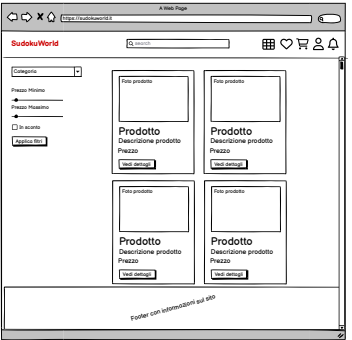 A Web Page
https://sudokuworld.it
SudokuWorld
search
Categoria
Prezzo Minimo
Prezzo Massimo
In sconto
Applica filtri
Foto prodotto
Prodotto
Descrizione prodotto
Prezzo
Vedi dettagli
Foto prodotto
Prodotto
Descrizione prodotto
Prezzo
Vedi dettagli
Foto prodotto
Prodotto
Descrizione prodotto
Prezzo
Vedi dettagli
Foto prodotto
Prodotto
Descrizione prodotto
Prezzo
Vedi dettagli
Footer con informazioni sul sito